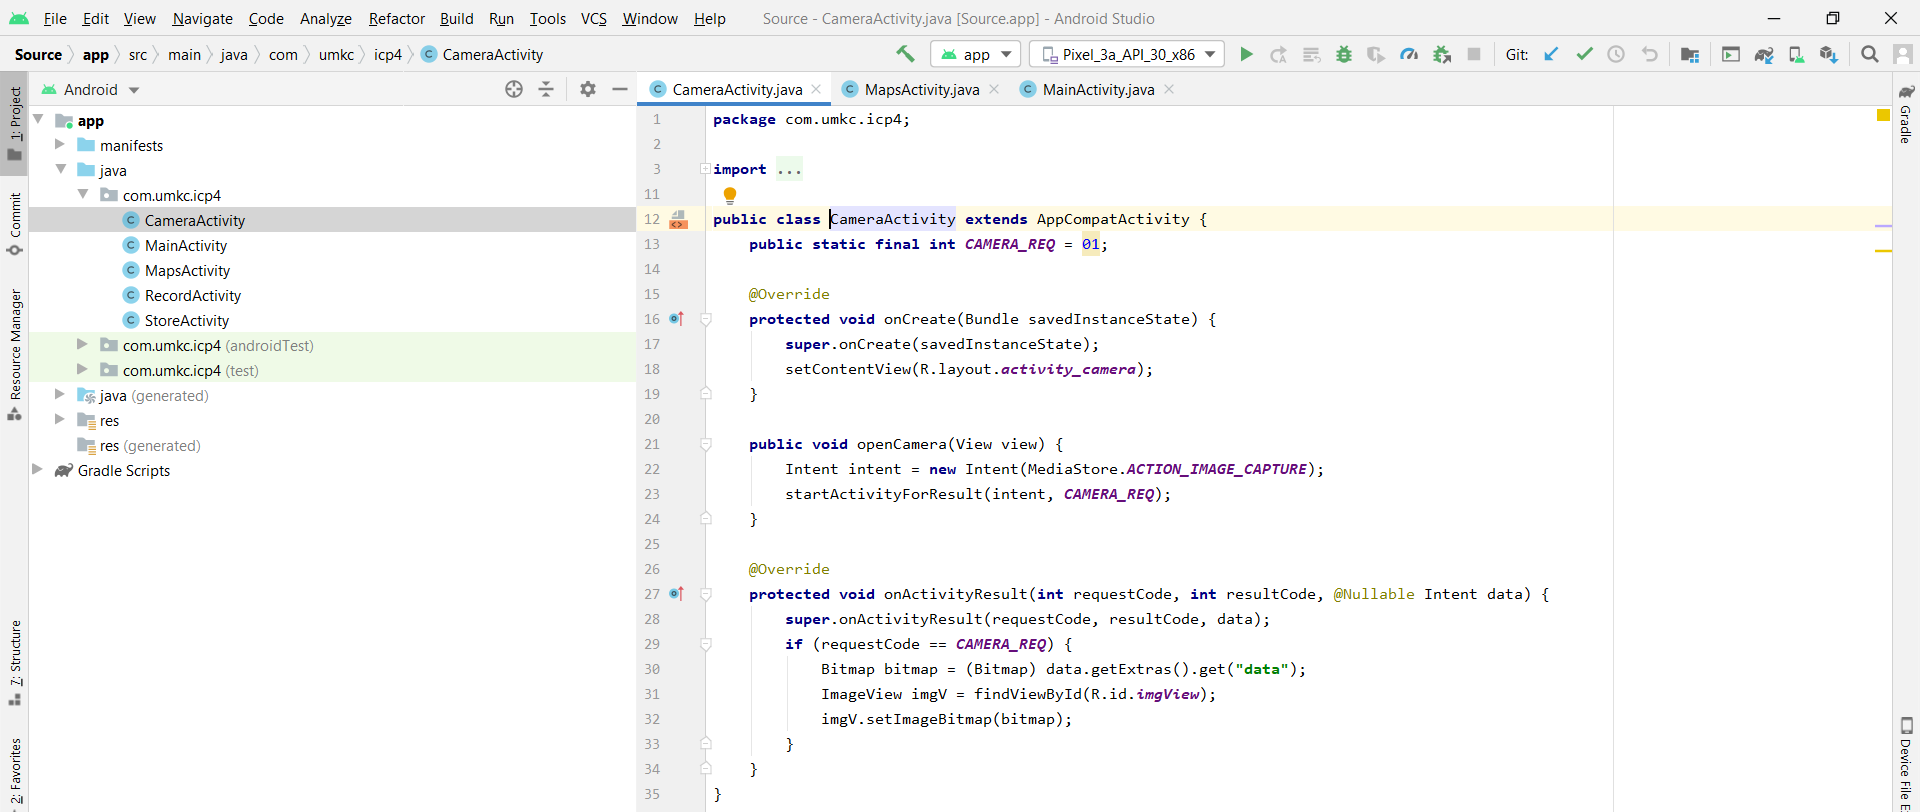 File Edit View Navigate Code Analyze Refactor Build Run Tools VCS Window Help Source - CameraActivity.java [Source.app] - Android Studio
Source app src main java com umkc icp4 CameraActivity app Pixel_3a_API_30_x86 Git:
1: Project
Commit
Resource Manager
7: Structure
2: Favorites
Android
app
manifests
java
com.umkc.icp4
CameraActivity
MainActivity
MapsActivity
RecordActivity
StoreActivity
com.umkc.icp4 (androidTest)
com.umkc.icp4 (test)
java (generated)
res
res (generated)
Gradle Scripts
CameraActivity.java MapsActivity.java MainActivity.java
1 package com.umkc.icp4;
2
3 import ...
11
12 public class CameraActivity extends AppCompatActivity {
13 public static final int CAMERA_REQ = 01;
14
15 @Override
16 protected void onCreate(Bundle savedInstanceState) {
17 super.onCreate(savedInstanceState);
18 setContentView(R.layout.activity_camera);
19 }
20
21 public void openCamera(View view) {
22 Intent intent = new Intent(MediaStore.ACTION_IMAGE_CAPTURE);
23 startActivityForResult(intent, CAMERA_REQ);
24 }
25
26 @Override
27 protected void onActivityResult(int requestCode, int resultCode, @Nullable Intent data) {
28 super.onActivityResult(requestCode, resultCode, data);
29 if (requestCode == CAMERA_REQ) {
30 Bitmap bitmap = (Bitmap) data.getExtras().get("data");
31 ImageView imgV = findViewById(R.id.imgView);
32 imgV.setImageBitmap(bitmap);
33 }
34 }
35 }
Gradle
Device File E